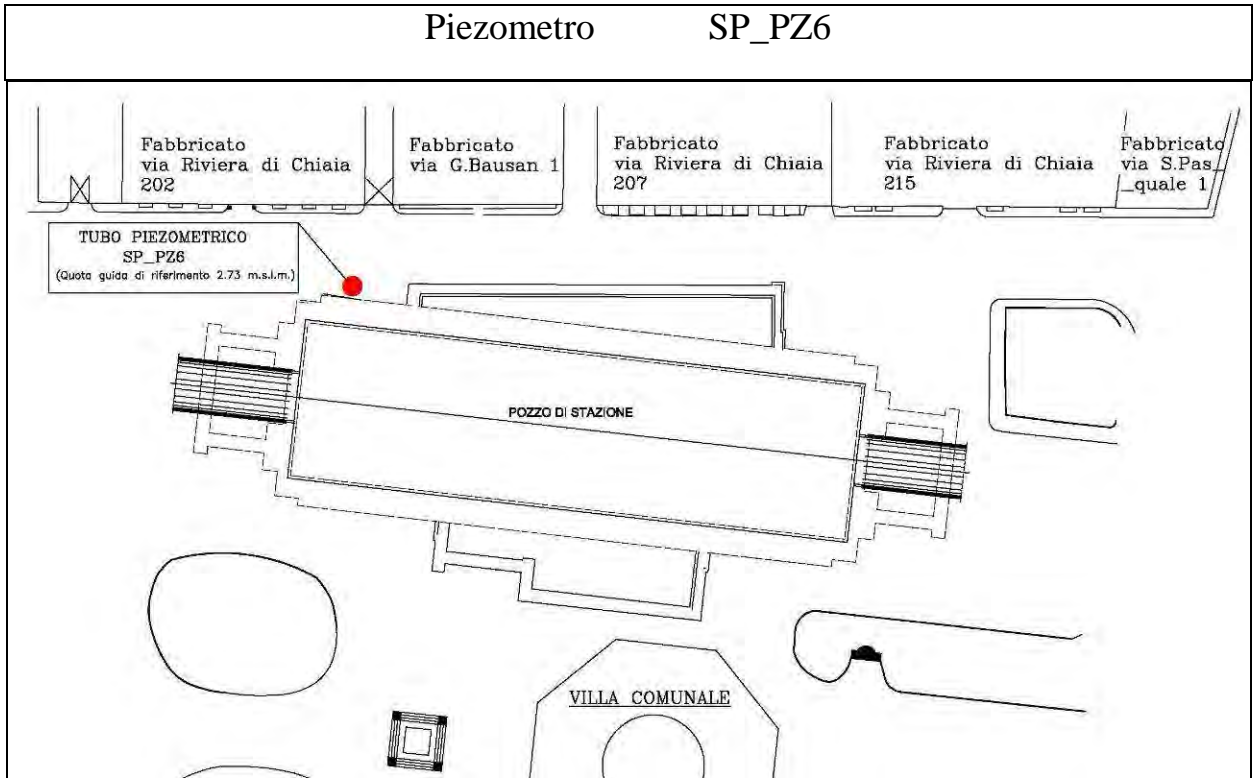 Piezometro SP_PZ6
Fabbricato
via Riviera di Chiaia
202
Fabbricato
via G.Bausan 1
Fabbricato
via Riviera di Chiaia
207
Fabbricato
via Riviera di Chiaia
215
Fabbricato
via S.Pas_
_quale 1
TUBO PIEZOMETRICO
SP_PZ6
(Quota guida di riferimento 2.73 m.s.l.m.)
POZZO DI STAZIONE
VILLA COMUNALE